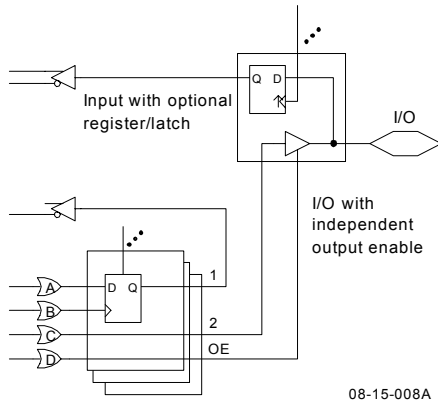 Q D
I/O
Input with optional
register/latch
I/O with
independent
output enable
A
D Q
1
B
C
2
D
OE
08-15-008A